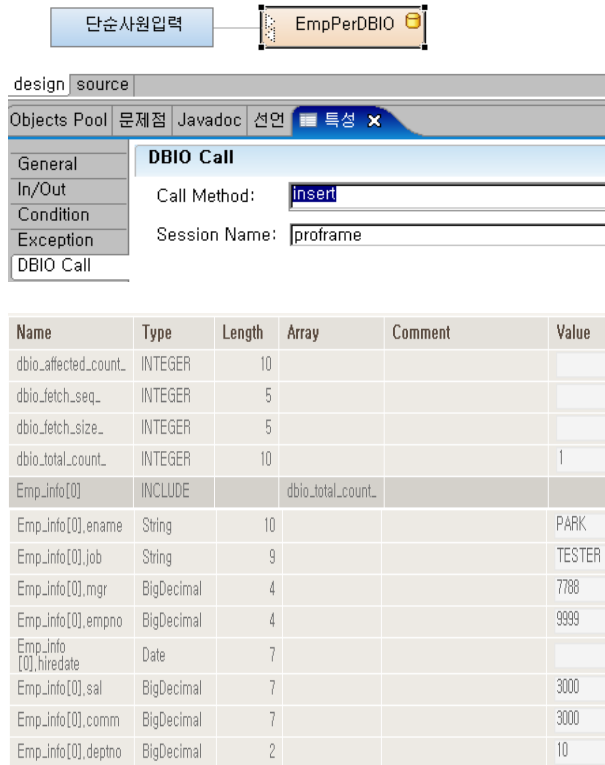 단순사원입력 EmpPerDBIO
design source
Objects Pool 문제점 Javadoc 선언 특성
General
In/Out
Condition
Exception
DBIO Call
DBIO Call
Call Method: insert
Session Name: proframe
Name Type Length Array Comment Value
dbio_affected_count_ INTEGER 10
dbio_fetch_seq_ INTEGER 5
dbio_fetch_size_ INTEGER 5
dbio_total_count_ INTEGER 10 1
Emp_info[0] INCLUDE dbio_total_count_
Emp_info[0].ename String 10 PARK
Emp_info[0].job String 9 TESTER
Emp_info[0].mgr BigDecimal 4 7788
Emp_info[0].empno BigDecimal 4 9999
Emp_info
[0].hiredate Date 7
Emp_info[0].sal BigDecimal 7 3000
Emp_info[0].comm BigDecimal 7 3000
Emp_info[0].deptno BigDecimal 2 10